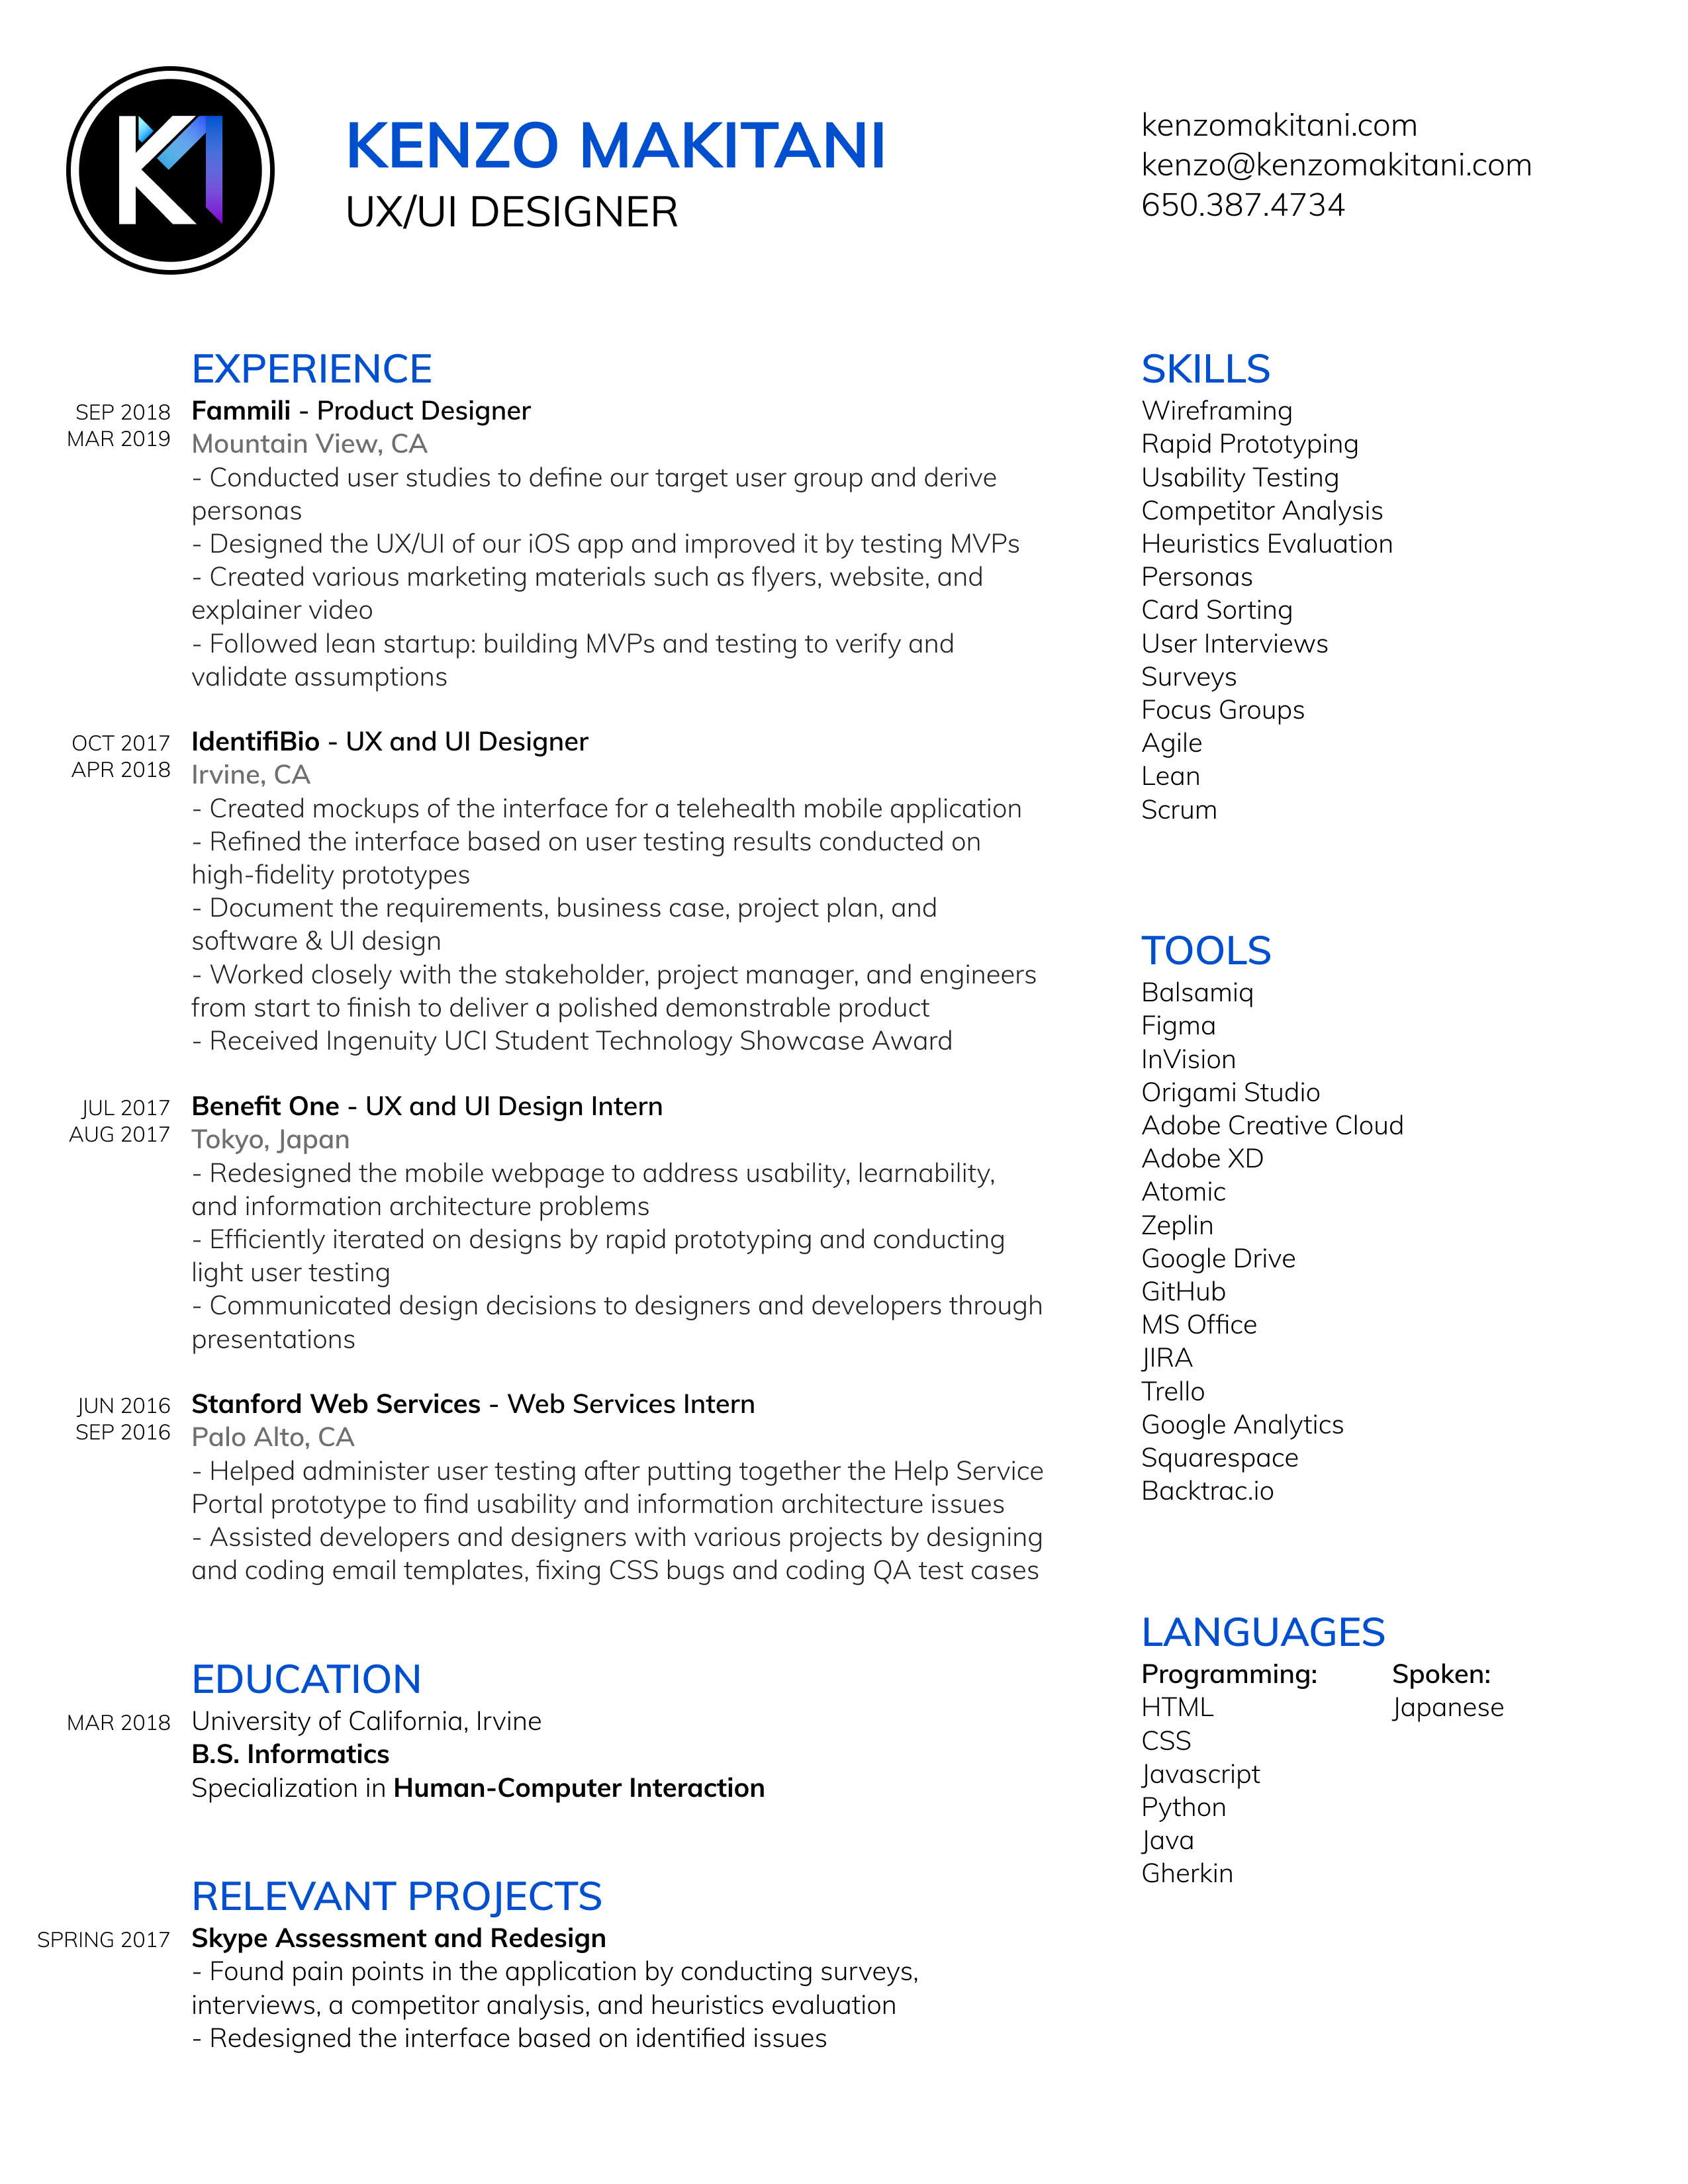 KM
KENZO MAKITANI
UX/UI DESIGNER
kenzomakitani.com
kenzo@kenzomakitani.com
650.387.4734
EXPERIENCE
SEP 2018
MAR 2019
Fammili - Product Designer
Mountain View, CA
- Conducted user studies to define our target user group and derive
personas
- Designed the UX/UI of our iOS app and improved it by testing MVPs
- Created various marketing materials such as flyers, website, and
explainer video
- Followed lean startup: building MVPs and testing to verify and
validate assumptions
OCT 2017
APR 2018
IdentifiBio - UX and UI Designer
Irvine, CA
- Created mockups of the interface for a telehealth mobile application
- Refined the interface based on user testing results conducted on
high-fidelity prototypes
- Document the requirements, business case, project plan, and
software & UI design
- Worked closely with the stakeholder, project manager, and engineers
from start to finish to deliver a polished demonstrable product
- Received Ingenuity UCI Student Technology Showcase Award
JUL 2017
AUG 2017
Benefit One - UX and UI Design Intern
Tokyo, Japan
- Redesigned the mobile webpage to address usability, learnability,
and information architecture problems
- Efficiently iterated on designs by rapid prototyping and conducting
light user testing
- Communicated design decisions to designers and developers through
presentations
JUN 2016
SEP 2016
Stanford Web Services - Web Services Intern
Palo Alto, CA
- Helped administer user testing after putting together the Help Service
Portal prototype to find usability and information architecture issues
- Assisted developers and designers with various projects by designing
and coding email templates, fixing CSS bugs and coding QA test cases
EDUCATION
MAR 2018
University of California, Irvine
B.S. Informatics
Specialization in Human-Computer Interaction
RELEVANT PROJECTS
SPRING 2017
Skype Assessment and Redesign
- Found pain points in the application by conducting surveys,
interviews, a competitor analysis, and heuristics evaluation
- Redesigned the interface based on identified issues
SKILLS
Wireframing
Rapid Prototyping
Usability Testing
Competitor Analysis
Heuristics Evaluation
Personas
Card Sorting
User Interviews
Surveys
Focus Groups
Agile
Lean
Scrum
TOOLS
Balsamiq
Figma
InVision
Origami Studio
Adobe Creative Cloud
Adobe XD
Atomic
Zeplin
Google Drive
GitHub
MS Office
JIRA
Trello
Google Analytics
Squarespace
Backtrac.io
LANGUAGES
Programming:
HTML
CSS
Javascript
Python
Java
Gherkin
Spoken:
Japanese